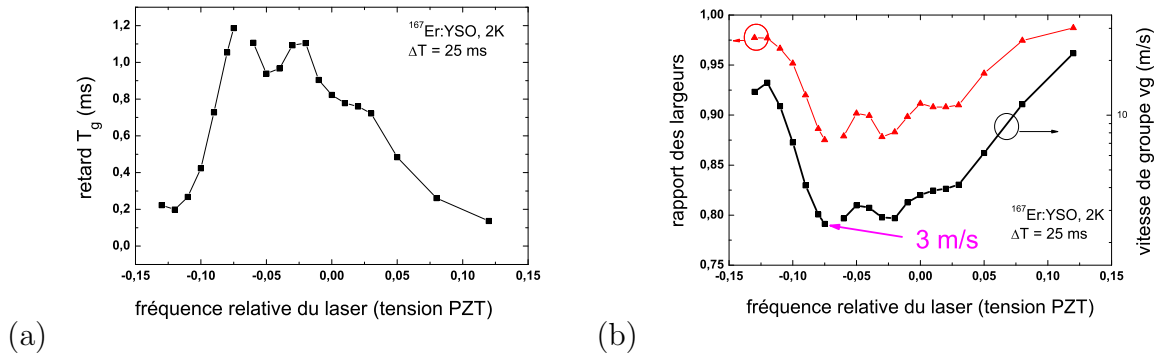 1,2
1,0
0,8
0,6
0,4
0,2
0,0
-0,15 -0,10 -0,05 0,00 0,05 0,10 0,15
retard Tg (ms)
fréquence relative du laser (tension PZT)
167Er:YSO, 2K
ΔT = 25 ms
(a)
1,00
0,95
0,90
0,85
0,80
0,75
-0,15 -0,10 -0,05 0,00 0,05 0,10 0,15
rapport des largeurs
10
vitesse de groupe vg (m/s)
167Er:YSO, 2K
ΔT = 25 ms
3 m/s
fréquence relative du laser (tension PZT)
(b)